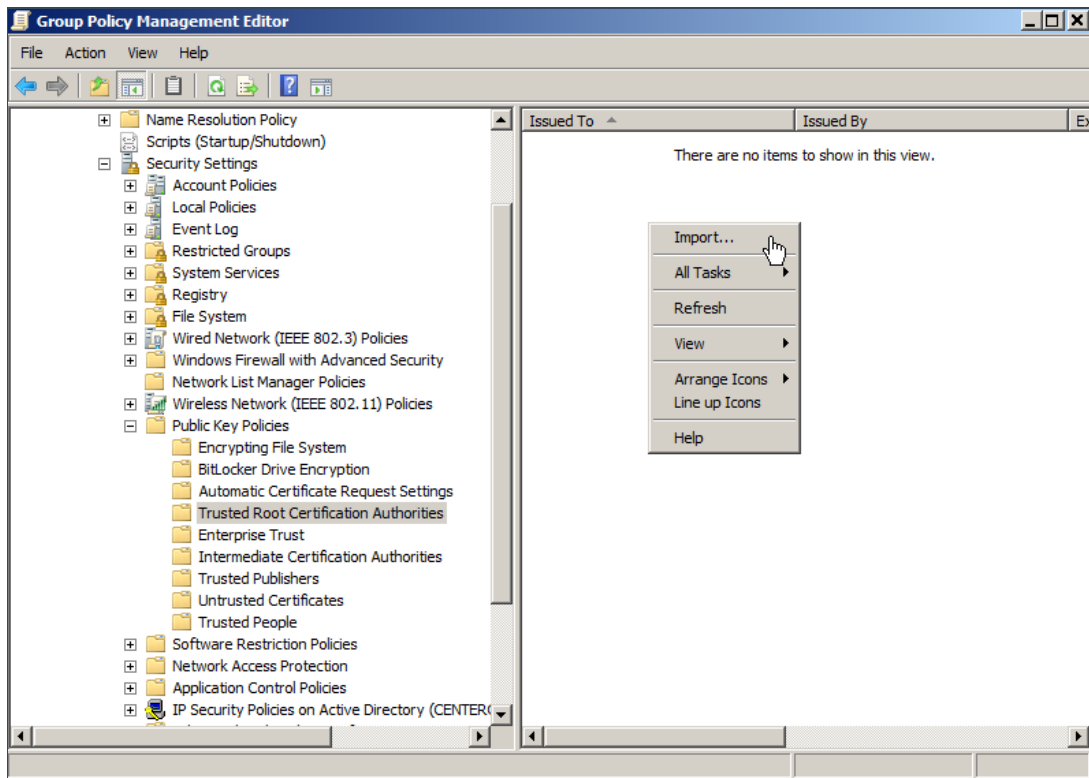 Group Policy Management Editor
File Action View Help
Name Resolution Policy
Scripts (Startup/Shutdown)
Security Settings
Account Policies
Local Policies
Event Log
Restricted Groups
System Services
Registry
File System
Wired Network (IEEE 802.3) Policies
Windows Firewall with Advanced Security
Network List Manager Policies
Wireless Network (IEEE 802.11) Policies
Public Key Policies
Encrypting File System
BitLocker Drive Encryption
Automatic Certificate Request Settings
Trusted Root Certification Authorities
Enterprise Trust
Intermediate Certification Authorities
Trusted Publishers
Untrusted Certificates
Trusted People
Software Restriction Policies
Network Access Protection
Application Control Policies
IP Security Policies on Active Directory (CENTER
Issued To Issued By Ex
There are no items to show in this view.
Import...
All Tasks
Refresh
View
Arrange Icons
Line up Icons
Help